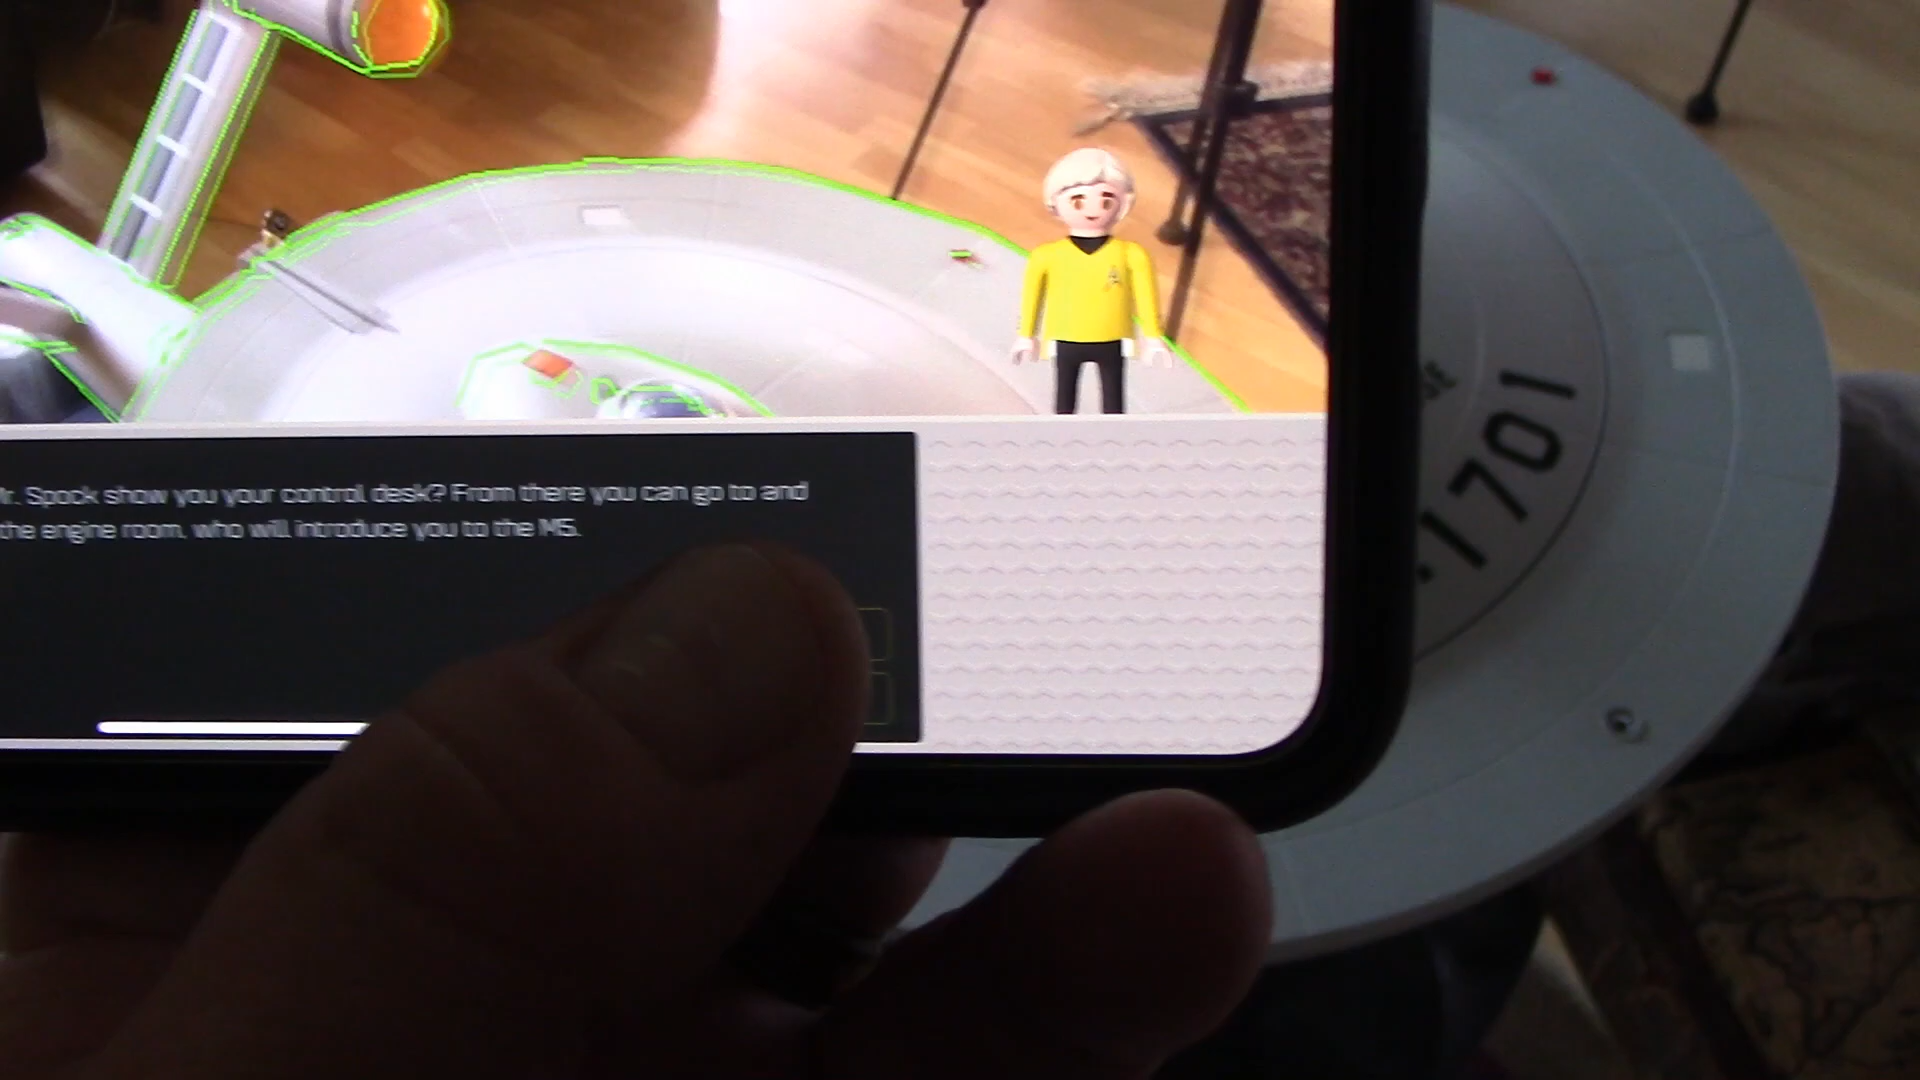 Mr. Spock show you your control desk? From there you can go to and
the engine room, who will introduce you to the M5.
-1701